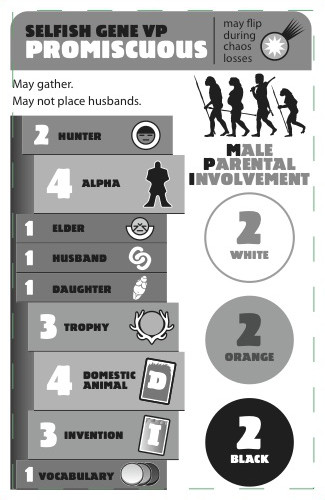 SELFISH GENE VP
PROMISCUOUS
may flip
during
chaos
losses
May gather.
May not place husbands.
2 HUNTER
4 ALPHA
1 ELDER
1 HUSBAND
1 DAUGHTER
3 TROPHY
4 DOMESTIC
ANIMAL D
3 INVENTION I
1 VOCABULARY
MALE
PARENTAL
INVOLVEMENT
2
WHITE
2
ORANGE
2
BLACK